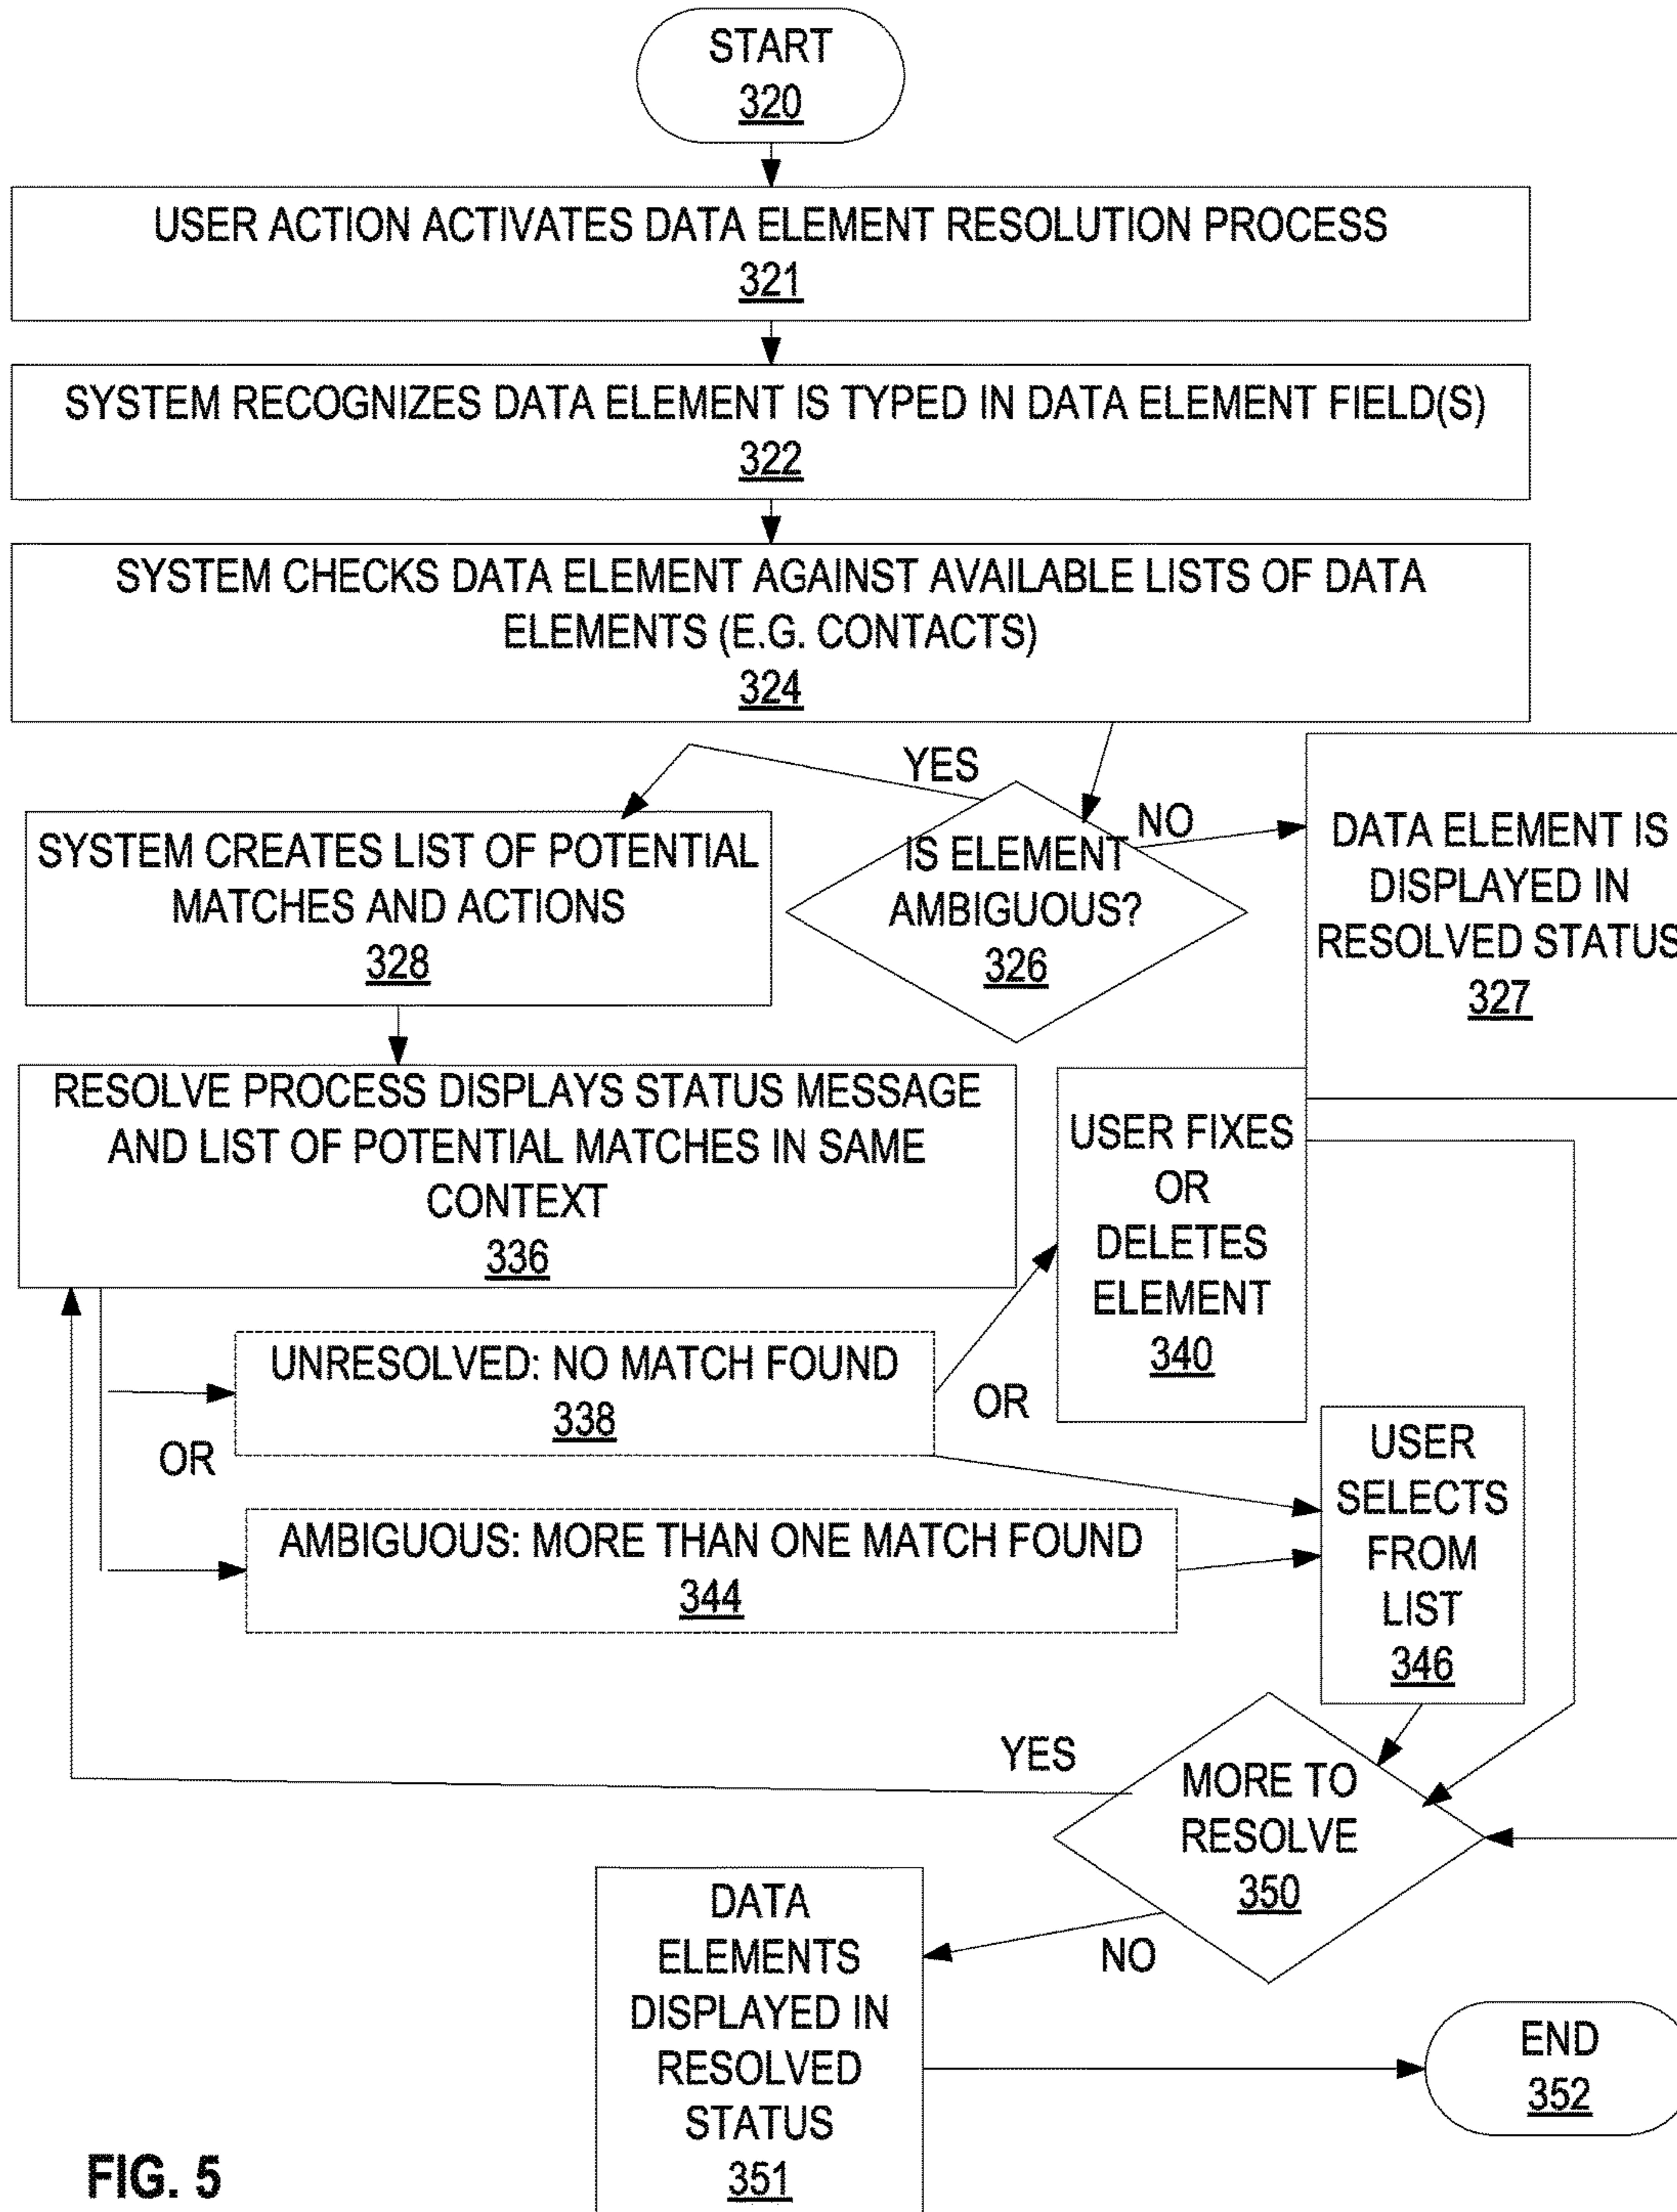 START
320
USER ACTION ACTIVATES DATA ELEMENT RESOLUTION PROCESS
321
SYSTEM RECOGNIZES DATA ELEMENT IS TYPED IN DATA ELEMENT FIELD(S)
322
SYSTEM CHECKS DATA ELEMENT AGAINST AVAILABLE LISTS OF DATA
ELEMENTS (E.G. CONTACTS)
324
YES
NO
IS ELEMENT
AMBIGUOUS?
326
DATA ELEMENT IS
DISPLAYED IN
RESOLVED STATUS
327
SYSTEM CREATES LIST OF POTENTIAL
MATCHES AND ACTIONS
328
RESOLVE PROCESS DISPLAYS STATUS MESSAGE
AND LIST OF POTENTIAL MATCHES IN SAME
CONTEXT
336
USER FIXES
OR
DELETES
ELEMENT
340
UNRESOLVED: NO MATCH FOUND
338
OR
OR
AMBIGUOUS: MORE THAN ONE MATCH FOUND
344
USER
SELECTS
FROM
LIST
346
YES
MORE TO
RESOLVE
350
NO
DATA
ELEMENTS
DISPLAYED IN
RESOLVED
STATUS
351
END
352
FIG. 5